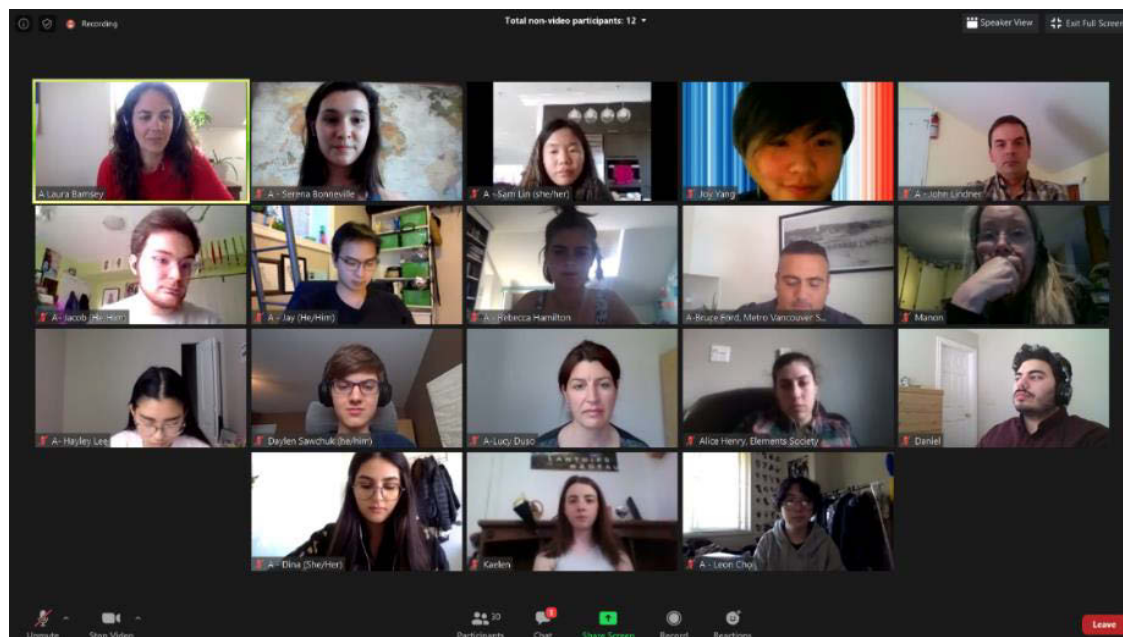 Recording
Total non-video participants: 12
Speaker View
Exit Full Screen
A Laura Bamsey
A - Serena Bonneville
A - Sam Lin (she/her)
Joy Yang
A - John Lindner
A - Jacob (He/Him)
A - Jay (He/Him)
A - Rebecca Hamilton
A-Bruce Ford, Metro Vancouver S...
Manon
A- Hayley Lee
Daylen Sawchuk (he/him)
A-Lucy Duso
Alice Henry, Elements Society
Daniel
A - Dina (She/Her)
Kaelen
A - Leon Choi
Unmute
Stop Video
30
Participants
Chat
Share Screen
Record
Reactions
Leave